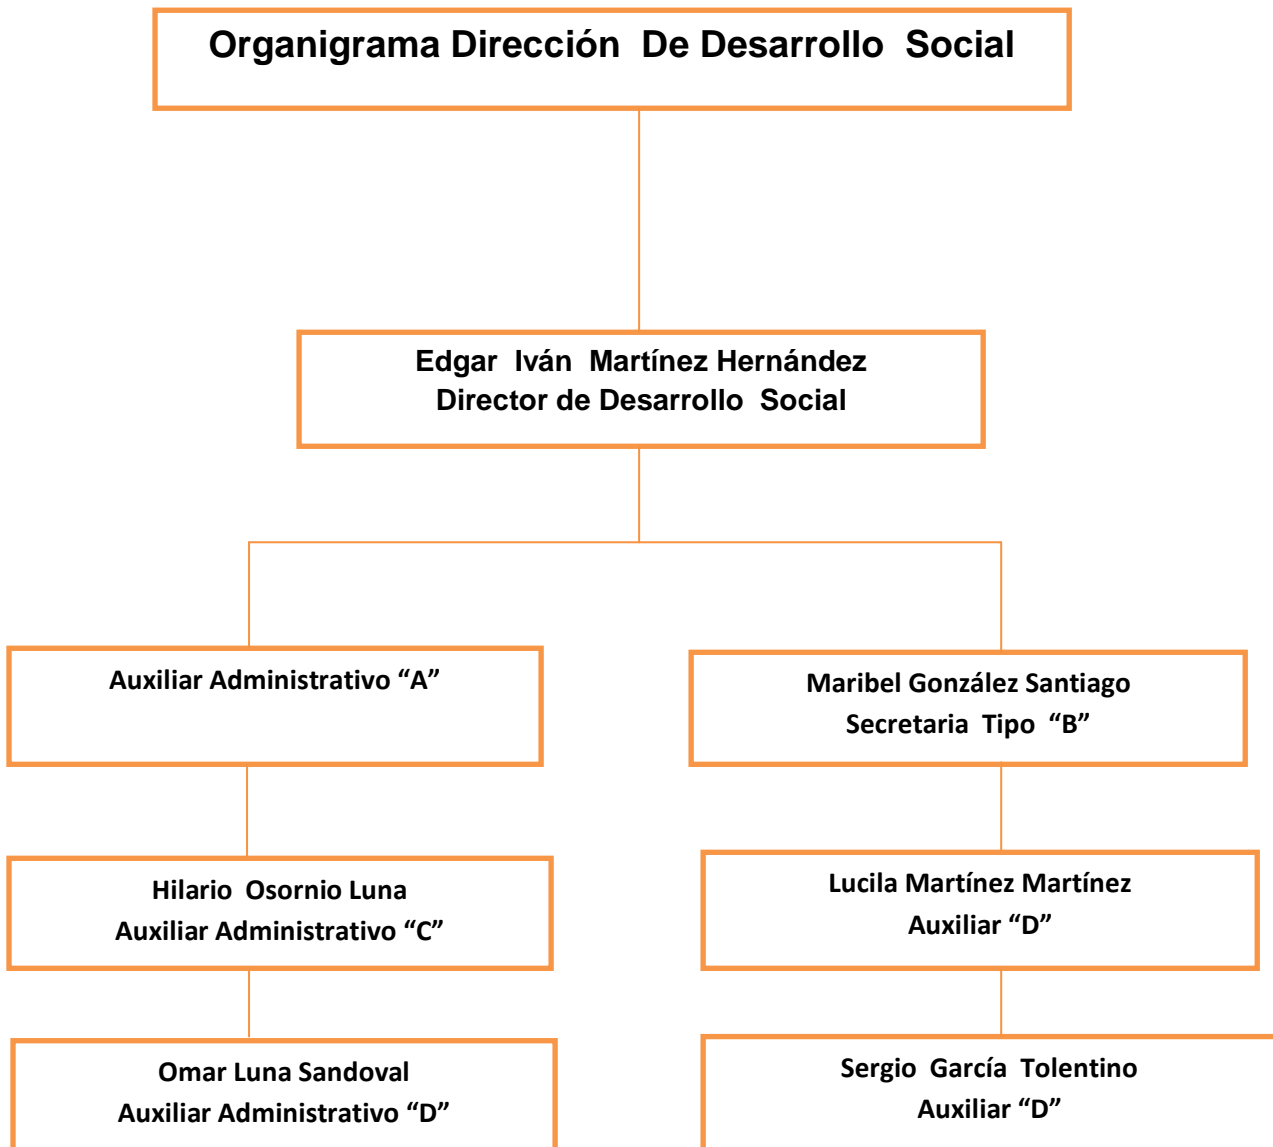 Organigrama Dirección De Desarrollo Social
Edgar Iván Martínez Hernández
Director de Desarrollo Social
Auxiliar Administrativo “A”
Maribel González Santiago
Secretaria Tipo “B”
Hilario Osornio Luna
Auxiliar Administrativo “C”
Lucila Martínez Martínez
Auxiliar “D”
Omar Luna Sandoval
Auxiliar Administrativo “D”
Sergio García Tolentino
Auxiliar “D”